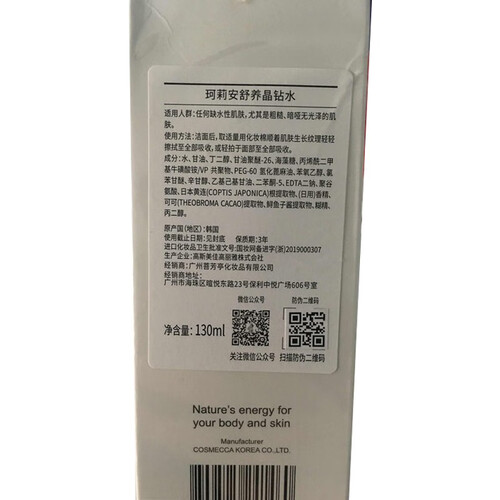 珂莉安舒养晶钻水
适用人群:任何缺水性肌肤,尤其是粗糙、暗哑无光泽的肌
肤。
使用方法:洁面后,取适量用化妆棉顺着肌肤生长纹理轻轻
擦拭至全部吸收,或轻拍于面部至全部吸收。
成分:水、甘油、丁二醇、甘油聚醚-26、海藻糖、丙烯酰二甲
基牛磺酸铵/VP 共聚物、PEG-60 氢化蓖麻油、苯氧乙醇、氯
苯甘醚、辛甘醇、乙基己基甘油、二苯酮-5、EDTA二钠、聚谷
氨酸、日本黄连(COPTIS JAPONICA)根提取物、(日用)香精、
可可(THEOBROMA CACAO)提取物、鲟鱼子酱提取物、糊精、
丙二醇。
原产国(地区):韩国
使用截止日期:见封底 保质期:3年
进口化妆品卫生批准文号:国妆网备进字(浙)2019000307
生产企业:高斯美佳高丽雅株式会社
经销商:广州荟芳亭化妆品有限公司
经销商地址:
广州市海珠区暄悦东路23号保利中悦广场606号室
微信公众号 防伪二维码
净含量:130ml
关注微信公众号 扫描防伪二维码
Nature's energy for
your body and skin
Manufacturer
COSMECCA KOREA CO.,LTD.